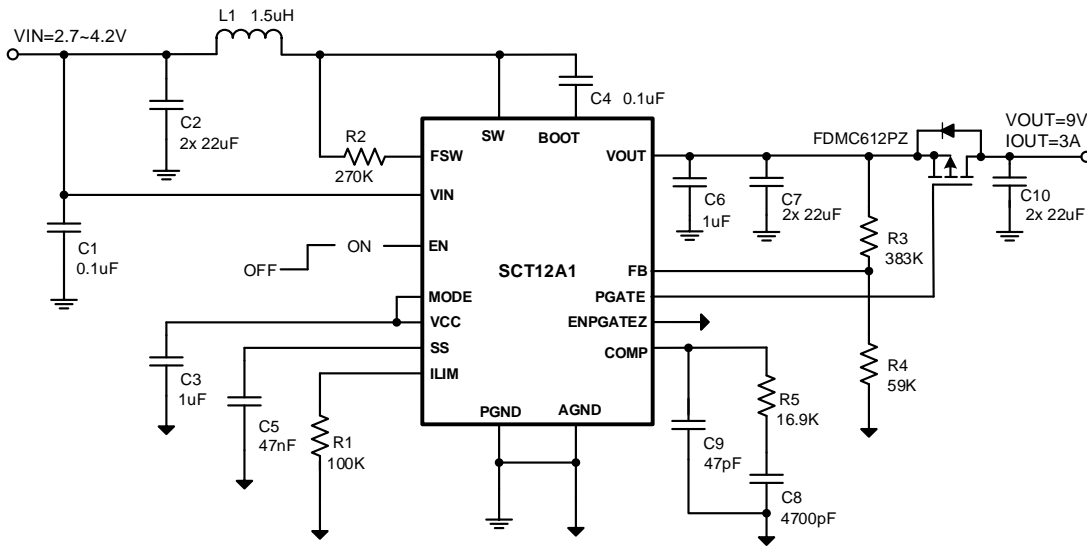 L1 1.5uH
VIN=2.7~4.2V
C4 0.1uF
C2
2x 22uF
R2
270K
SW
BOOT
FSW
VOUT
FDMC612PZ
VOUT=9V
IOUT=3A
VIN
C6
1uF
C7
2x 22uF
C10
2x 22uF
C1
0.1uF
ON
EN
OFF
SCT12A1
R3
383K
FB
MODE
PGATE
VCC
ENPGATEZ
SS
COMP
ILIM
C3
1uF
R4
59K
C5
47nF
R1
100K
PGND
AGND
R5
16.9K
C9
47pF
C8
4700pF